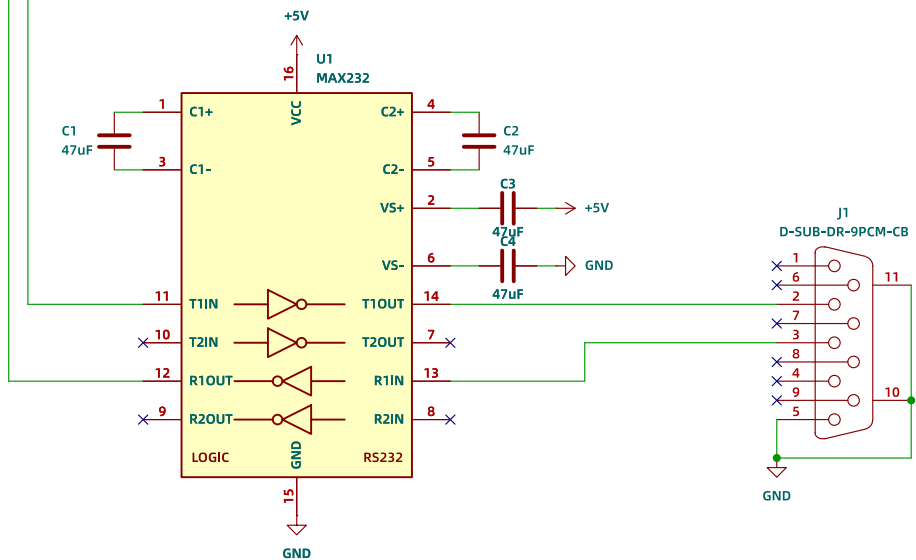 +5V
U1
MAX232
16
VCC
1
C1+
C2+
4
C1
47uF
C2
47uF
3
C1-
C2-
5
C3
VS+
2
+5V
47uF
C4
VS-
6
GND
47uF
J1
D-SUB-DR-9PCM-CB
1
6
11
11
T1IN
T1OUT
14
2
7
10
T2IN
T2OUT
7
3
8
12
R1OUT
R1IN
13
4
9
10
9
R2OUT
R2IN
8
5
LOGIC
GND
RS232
15
GND
GND